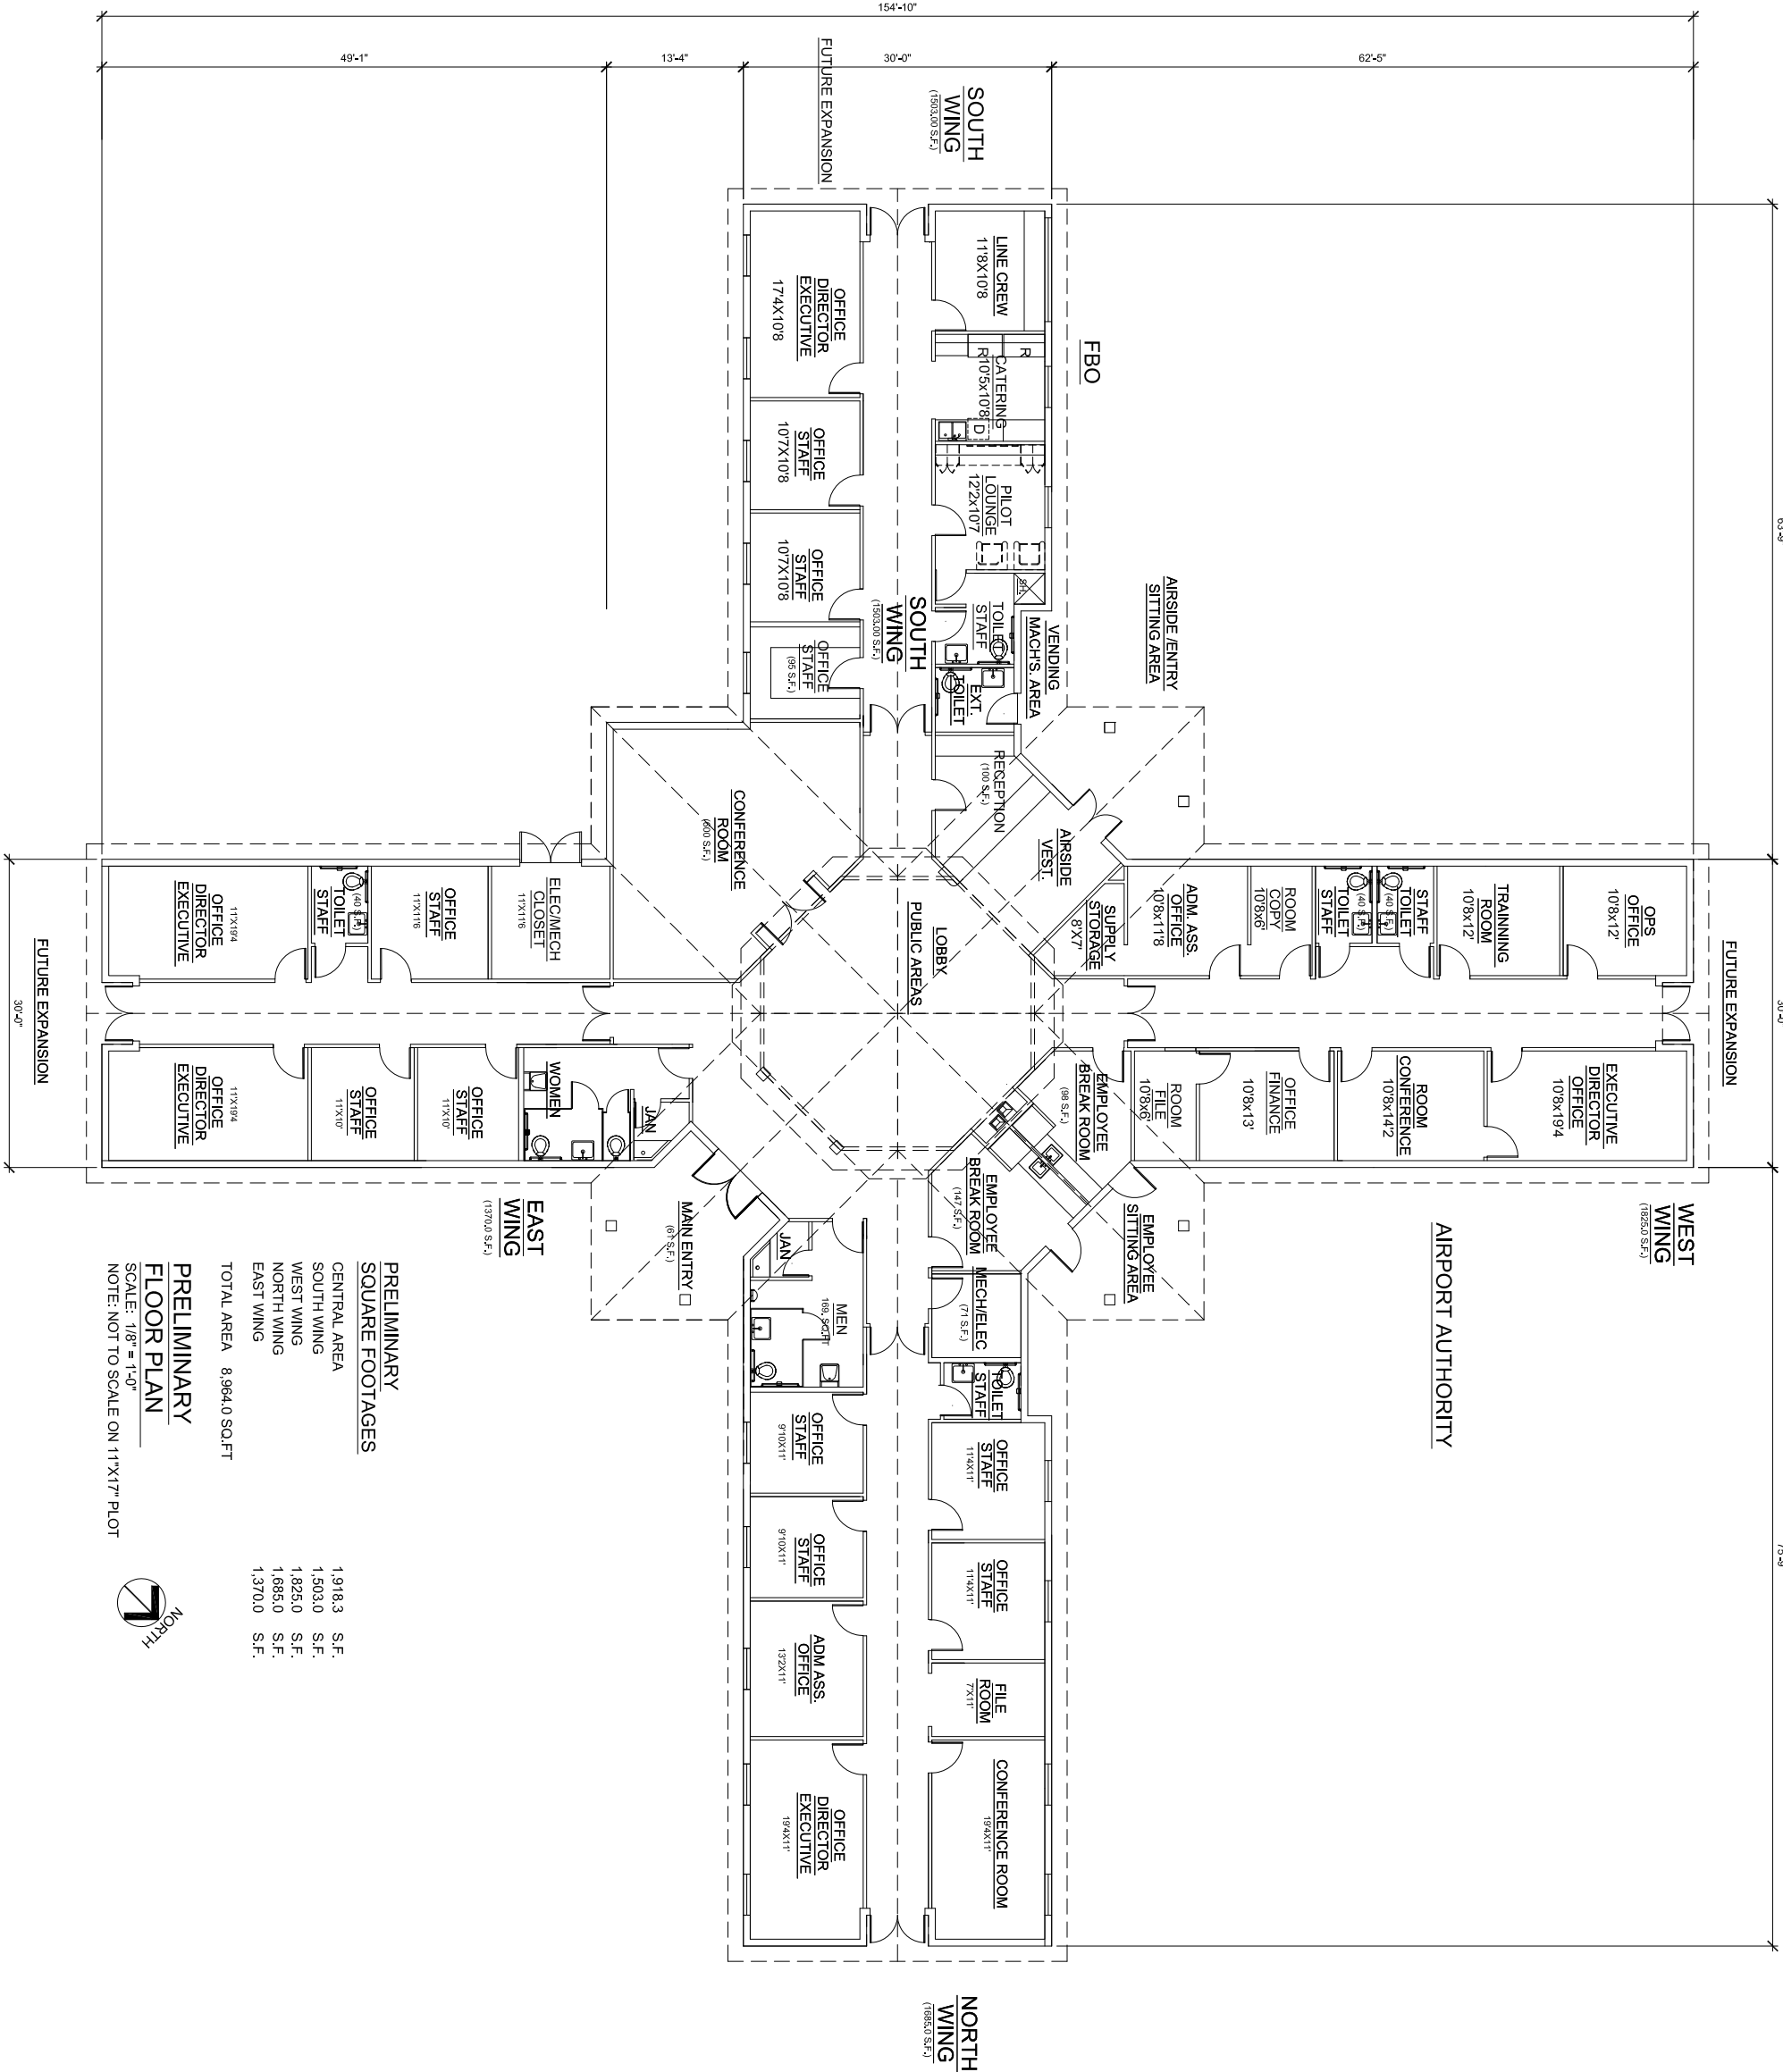 154'-10"
49'-1"
13'-4"
30'-0"
62'-5"
FUTURE EXPANSION
SOUTH
WING
(1503.00 S.F.)
63'-9
30'-0
75'-9
FBO
LINE CREW
11'8X10'8
R
R
CATERING
10'5x10'8
D
PILOT
LOUNGE
12'2x10'7
SH.
TOILET
STAFF
EXT.
TOILET
VENDING
MACH'S. AREA
AIRSIDE /ENTRY
SITTING AREA
OFFICE
DIRECTOR
EXECUTIVE
17'4X10'8
OFFICE
STAFF
10'7X10'8
OFFICE
STAFF
10'7X10'8
OFFICE
STAFF
(95 S.F.)
SOUTH
WING
(1503.00 S.F.)
RECEPTION
(100 S.F.)
AIRSIDE
VEST.
CONFERENCE
ROOM
(600 S.F.)
LOBBY
PUBLIC AREAS
SUPPLY
STORAGE
8'X7'
ADM. ASS.
OFFICE
10'8x11'8
ROOM
COPY
10'8x6'
TOILET
STAFF
(40 S.F.)
STAFF
TOILET
(40 S.F.)
TRAINNING
ROOM
10'8x12'
OPS
OFFICE
10'8x12'
FUTURE EXPANSION
EMPLOYEE
BREAK ROOM
(98 S.F.)
ROOM
FILE
10'8x6'
OFFICE
FINANCE
10'8x13'
ROOM
CONFERENCE
10'8x14'2
EXECUTIVE
DIRECTOR
OFFICE
10'8x19'4
WEST
WING
(1825.0 S.F.)
AIRPORT AUTHORITY
ELEC/MECH
CLOSET
11'X11'6
OFFICE
STAFF
11'X11'6
TOILET
STAFF
(40 S.F.)
OFFICE
DIRECTOR
EXECUTIVE
11'X19'4
30'-0"
FUTURE EXPANSION
OFFICE
DIRECTOR
EXECUTIVE
11'X19'4
OFFICE
STAFF
11'X10'
OFFICE
STAFF
11'X10'
WOMEN
JAN
EAST
WING
(1370.0 S.F.)
MAIN ENTRY
(61 S.F.)
EMPLOYEE
BREAK ROOM
(147 S.F.)
EMPLOYEE
SITTING AREA
JAN
MEN
169. SQ.FT
MECH/ELEC
(71 S.F.)
TOILET
STAFF
OFFICE
STAFF
9'10X11'
OFFICE
STAFF
9'10X11'
ADM ASS.
OFFICE
13'2X11'
OFFICE
DIRECTOR
EXECUTIVE
19'4X11'
OFFICE
STAFF
11'4X11'
OFFICE
STAFF
11'4X11'
FILE
ROOM
7'X11'
CONFERENCE ROOM
19'4X11'
NORTH
WING
(1685.0 S.F.)
PRELIMINARY
SQUARE FOOTAGES
CENTRAL AREA 1,918.3 S.F.
SOUTH WING 1,503.0 S.F.
WEST WING 1,825.0 S.F.
NORTH WING 1,685.0 S.F.
EAST WING 1,370.0 S.F.
TOTAL AREA 8,964.0 SQ.FT
PRELIMINARY
FLOOR PLAN
SCALE: 1/8" = 1'-0"
NOTE: NOT TO SCALE ON 11"X17" PLOT
NORTH